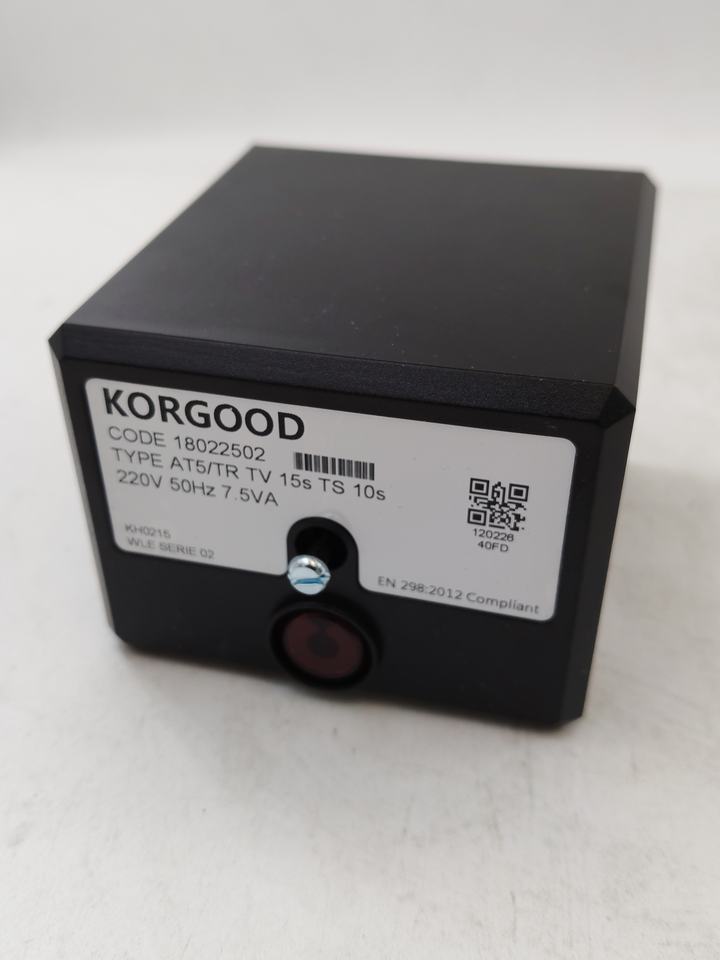 KORGOOD
CODE 18022502
TYPE AT5/TR TV 15s TS 10s
220V 50Hz 7.5VA
KH0215
WLE SERIE 02
120226
40FD
EN 298:2012 Compliant